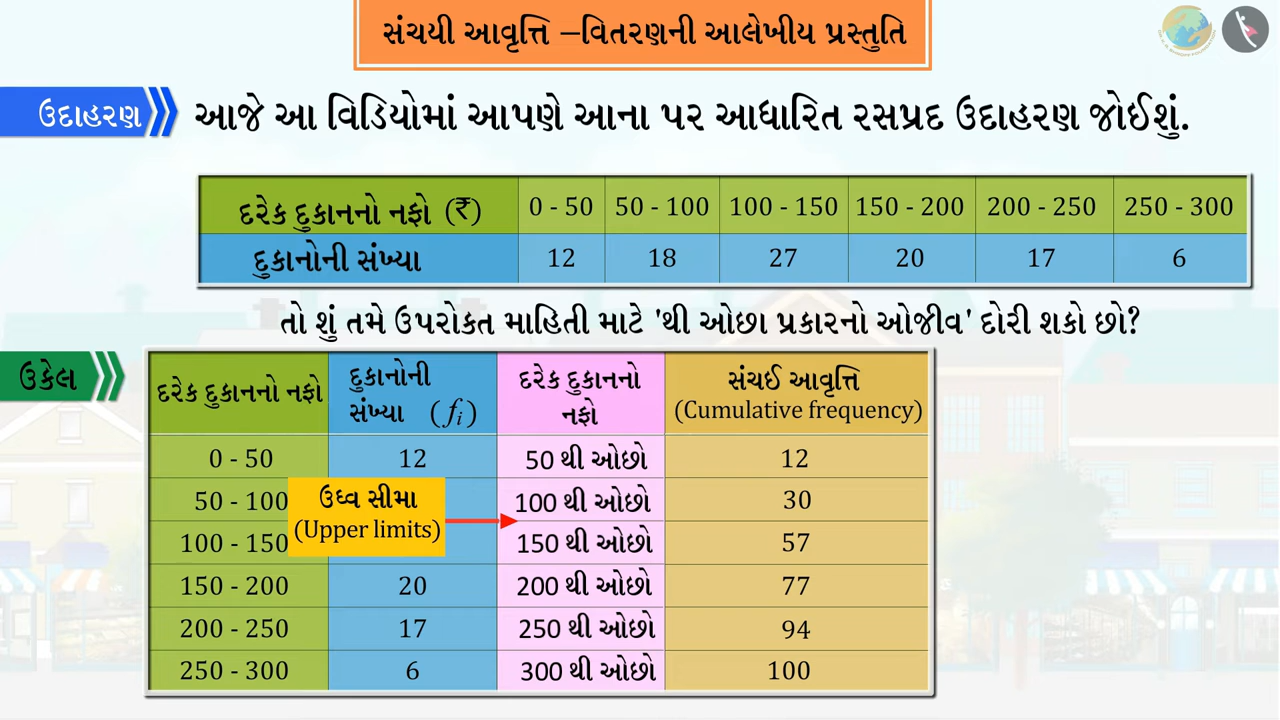 સંચયી આવૃત્તિ –વિતરણની આલેખીય પ્રસ્તુતિ
ઉદાહરણ
આજે આ વિડિયોમાં આપણે આના પર આધારિત રસપ્રદ ઉદાહરણ જોઈશું.
દરેક દુકાનનો નફો (₹) 0 - 50 50 - 100 100 - 150 150 - 200 200 - 250 250 - 300
દુકાનોની સંખ્યા 12 18 27 20 17 6
તો શું તમે ઉપરોક્ત માહિતી માટે 'થી ઓછા પ્રકારનો ઓજીવ' દોરી શકો છો?
ઉકેલ
દરેક દુકાનનો નફો
દુકાનોની
સંખ્યા (fi)
દરેક દુકાનનો
નફો
સંચઈ આવૃત્તિ
(Cumulative frequency)
0 - 50 12 50 થી ઓછો 12
50 - 100 100 થી ઓછો 30
ઉધ્વ સીમા
(Upper limits)
100 - 150 150 થી ઓછો 57
150 - 200 20 200 થી ઓછો 77
200 - 250 17 250 થી ઓછો 94
250 - 300 6 300 થી ઓછો 100